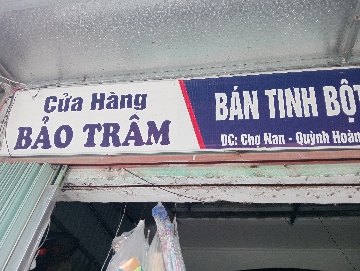 Cửa Hàng
BẢO TRÂM
BÁN TINH BỘT
ĐC: Chợ Nan - Quỳnh Hoàn